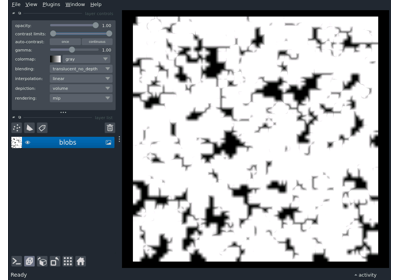 File View Plugins Window Help
opacity: 1.00
contrast limits:
auto-contrast: once continuous
gamma: 1.00
colormap: gray
blending: translucent_no_depth
interpolation: linear
depiction: volume
rendering: mip
blobs
Ready
activity